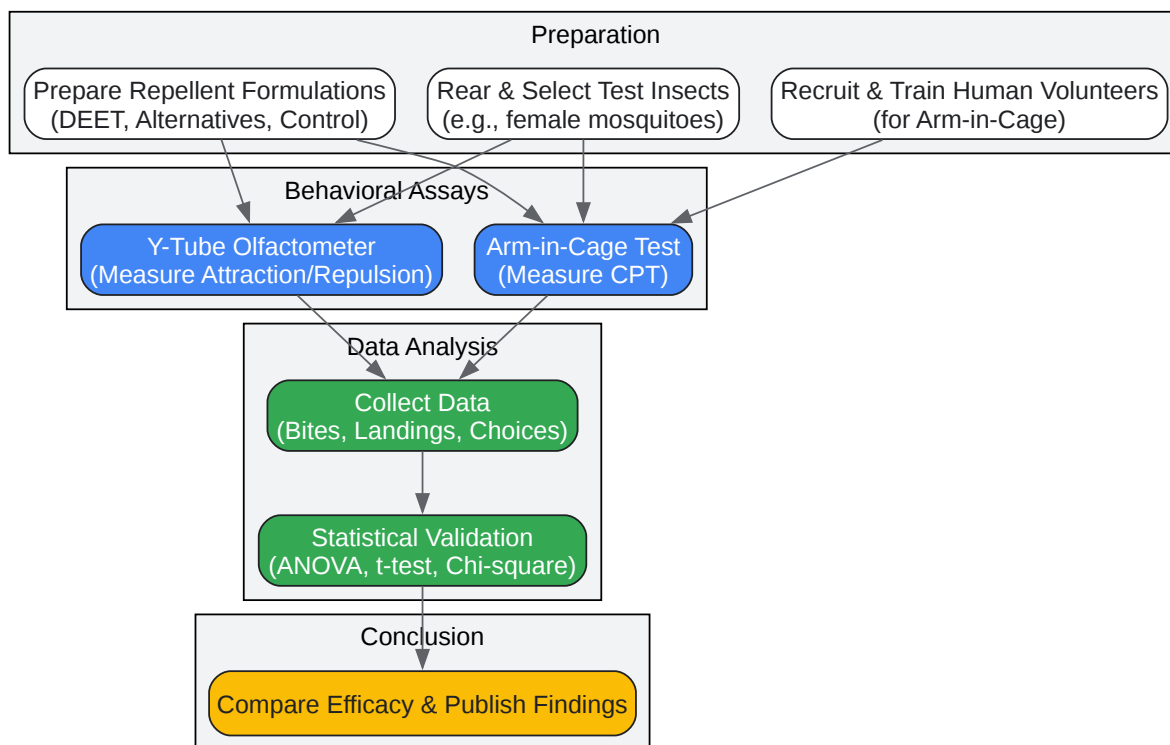 Preparation
Prepare Repellent Formulations
(DEET, Alternatives, Control)
Rear & Select Test Insects
(e.g., female mosquitoes)
Recruit & Train Human Volunteers
(for Arm-in-Cage)
Behavioral Assays
Y-Tube Olfactometer
(Measure Attraction/Repulsion)
Arm-in-Cage Test
(Measure CPT)
Data Analysis
Collect Data
(Bites, Landings, Choices)
Statistical Validation
(ANOVA, t-test, Chi-square)
Conclusion
Compare Efficacy & Publish Findings